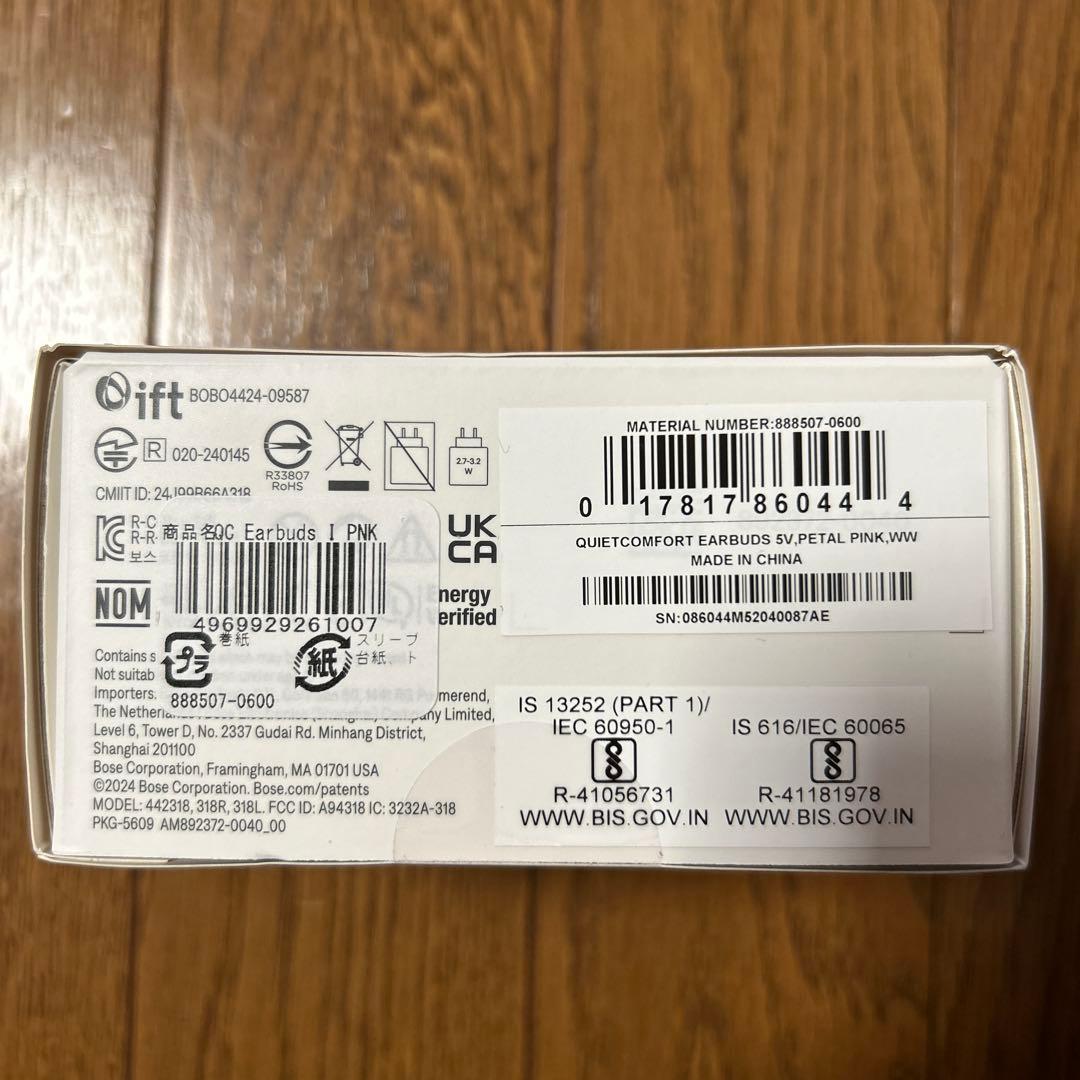 ift BOBO4424-09587
R 020-240145
R33807
RoHS
2.7-3.2
W
CMIIT ID: 24J99B66A318
R-C
R-R
보스
商品名QC Earbuds I PNK
4969929261007
UK
CA
NOM
nergy
erified
プラ
巻紙
紙
スリーブ
台紙、ト
888507-0600
Contains s
Not suitab
Importers.
merend,
The Netherlan
Company Limited,
Level 6, Tower D, No. 2337 Gudai Rd. Minhang District,
Shanghai 201100
Bose Corporation, Framingham, MA 01701 USA
©2024 Bose Corporation. Bose.com/patents
MODEL: 442318, 318R, 318L. FCC ID: A94318 IC: 3232A-318
PKG-5609 AM892372-0040_00
MATERIAL NUMBER:888507-0600
0 17817 86044 4
QUIETCOMFORT EARBUDS 5V,PETAL PINK,WW
MADE IN CHINA
SN:086044M52040087AE
IS 13252 (PART 1)/
IEC 60950-1
R-41056731
WWW.BIS.GOV.IN
IS 616/IEC 60065
R-41181978
WWW.BIS.GOV.IN